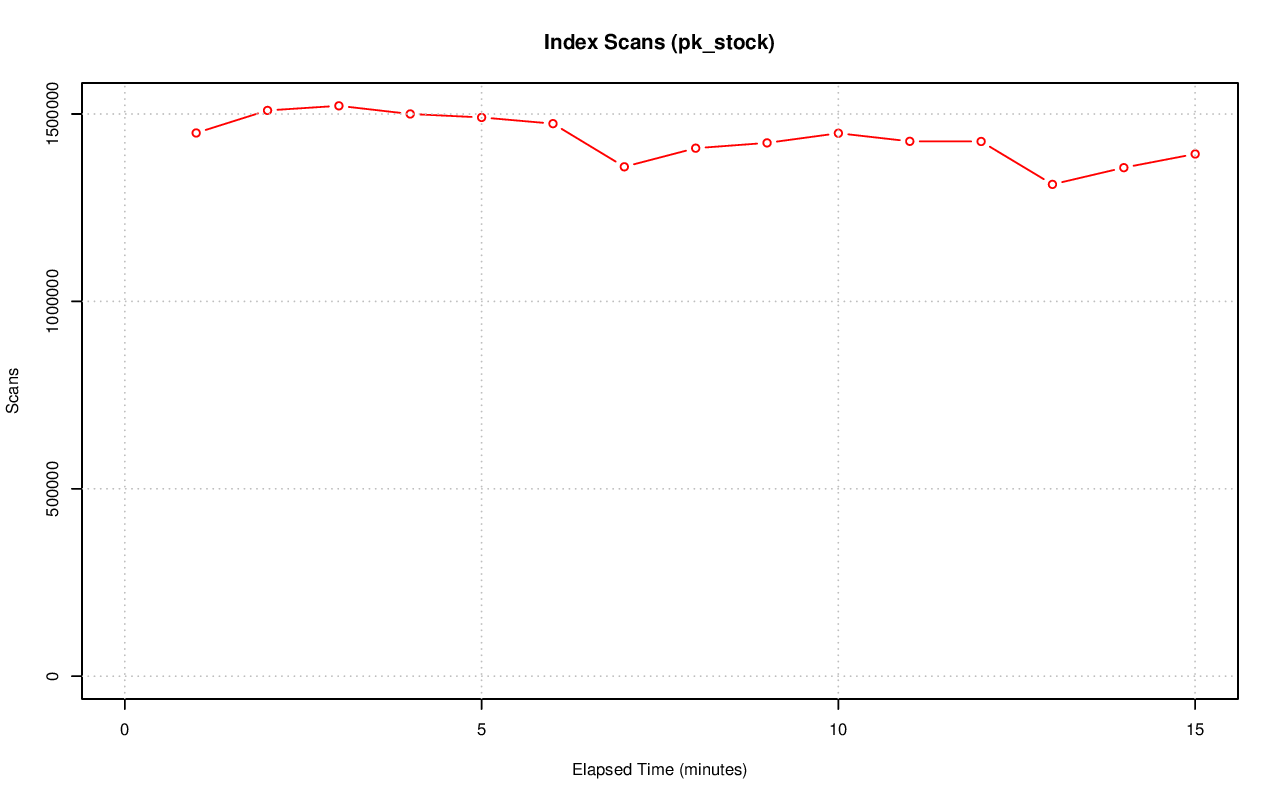 Index Scans (pk_stock)
1500000
1000000
500000
0
Scans
0 5 10 15
Elapsed Time (minutes)